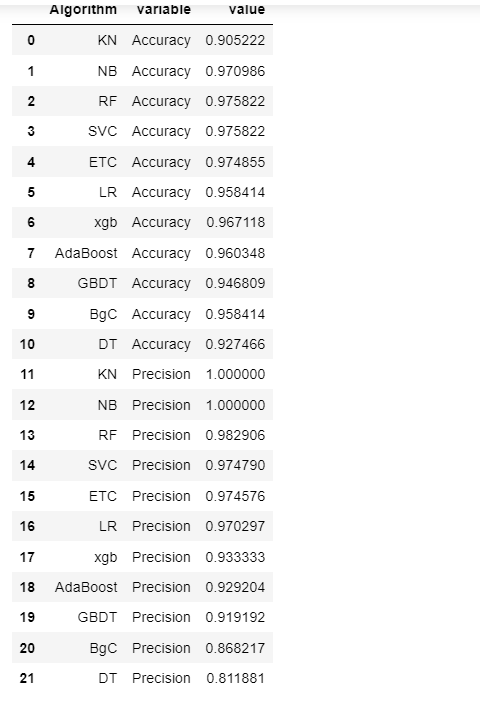 Algorithm variable value
0 KN Accuracy 0.905222
1 NB Accuracy 0.970986
2 RF Accuracy 0.975822
3 SVC Accuracy 0.975822
4 ETC Accuracy 0.974855
5 LR Accuracy 0.958414
6 xgb Accuracy 0.967118
7 AdaBoost Accuracy 0.960348
8 GBDT Accuracy 0.946809
9 BgC Accuracy 0.958414
10 DT Accuracy 0.927466
11 KN Precision 1.000000
12 NB Precision 1.000000
13 RF Precision 0.982906
14 SVC Precision 0.974790
15 ETC Precision 0.974576
16 LR Precision 0.970297
17 xgb Precision 0.933333
18 AdaBoost Precision 0.929204
19 GBDT Precision 0.919192
20 BgC Precision 0.868217
21 DT Precision 0.811881